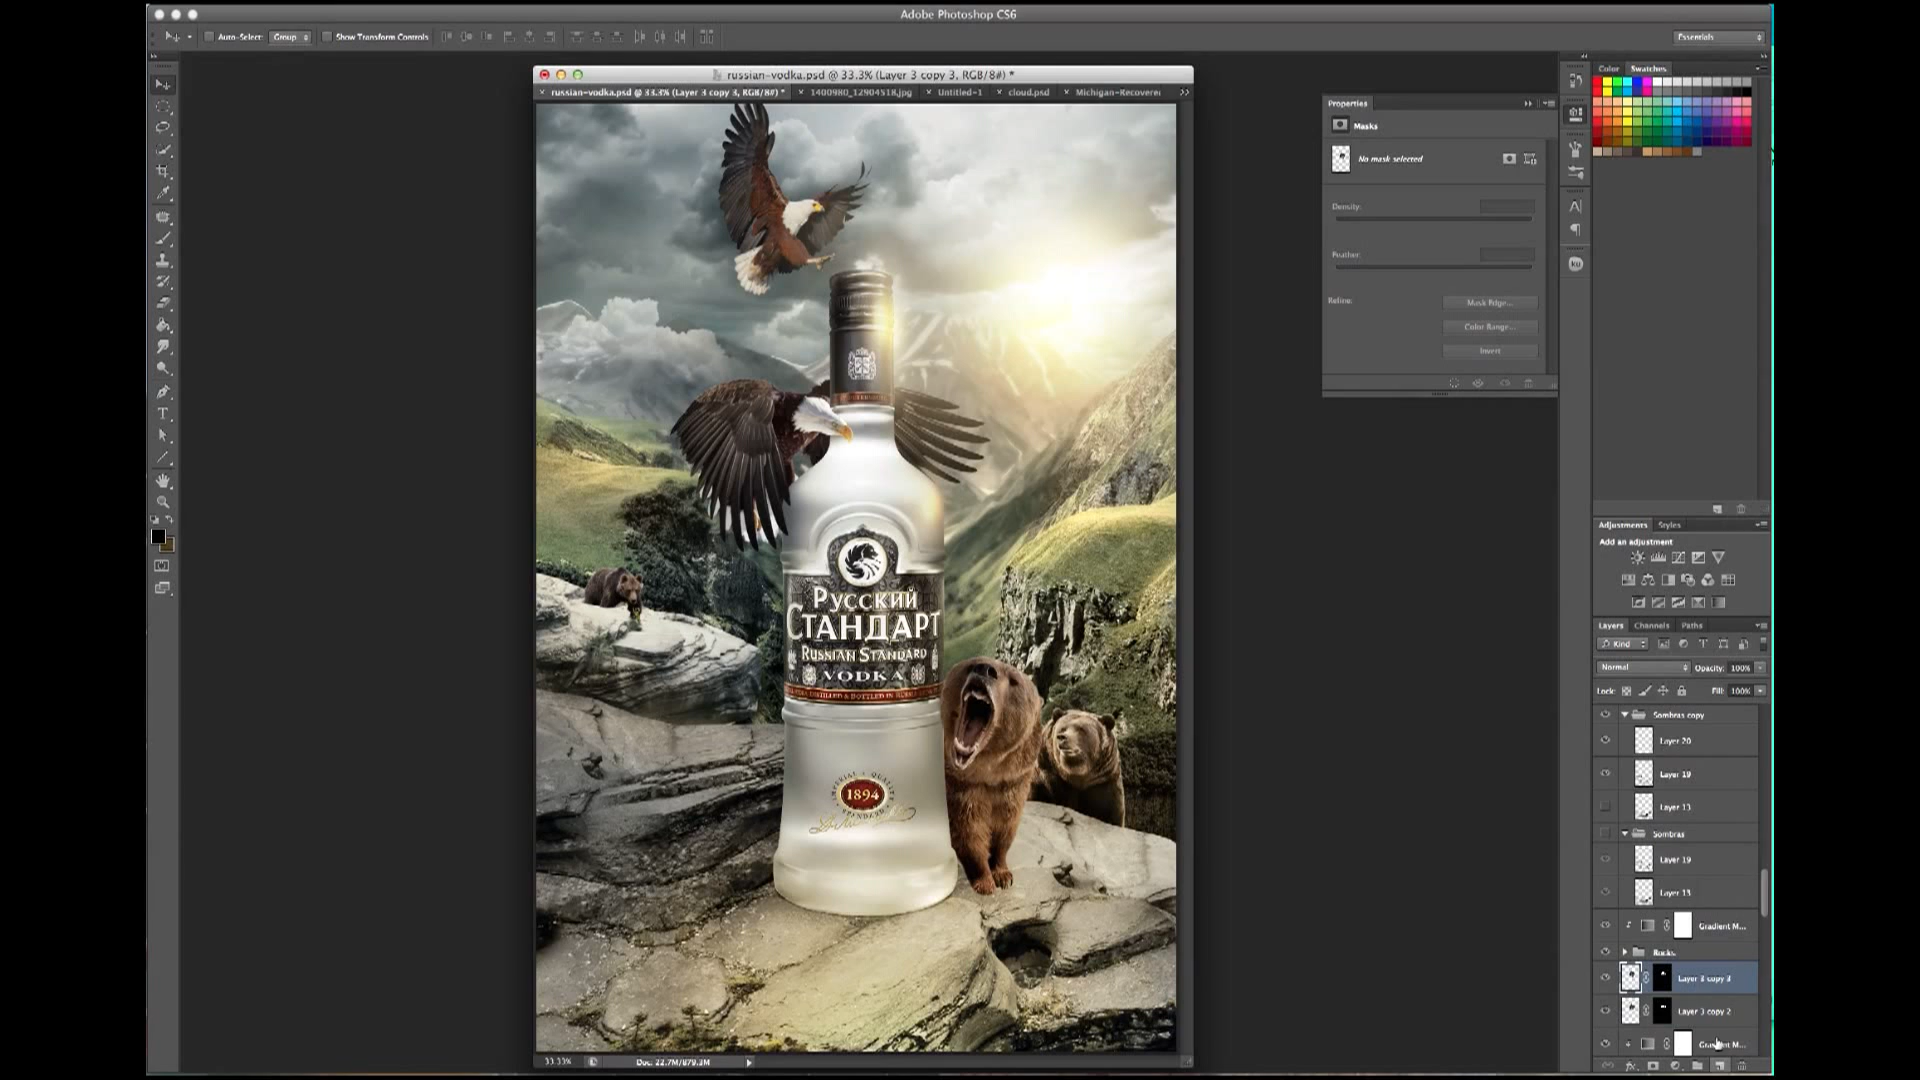 Adobe Photoshop CS6
Auto-Select: Group Show Transform Controls Essentials
russian-vodka.psd @ 33.3% (Layer 3 copy 3, RGB/8#) *
russian-vodka.psd @ 33.3% (Layer 3 copy 3, RGB/8#) * 1400980_12904518.jpg Untitled-1 cloud.psd Michigan-Recoverer
Color Swatches
Properties
Masks
No mask selected
Density:
Feather:
Refine: Mask Edge...
Color Range...
Invert
РУССКИЙ
СТАНДАРТ
RUSSIAN STANDARD
VODKA
IMPERIAL QUALITY
1894
STANDARD
Adjustments Styles
Add an adjustment
Layers Channels Paths
Kind
Normal Opacity: 100%
Lock: Fill: 100%
Sombras copy
Layer 20
Layer 19
Layer 13
Sombras
Layer 19
Layer 13
Gradient M...
Rocks
Layer 3 copy 3
Layer 3 copy 2
Gradient M...
33.33% Doc: 22.7M/879.3M